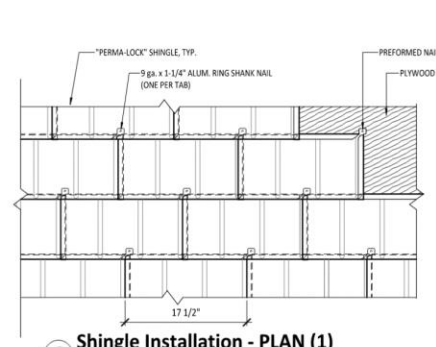 "PERMA-LOCK" SHINGLE, TYP.
PREFORMED NAI
9 ga. x 1-1/4" ALUM. RING SHANK NAIL
(ONE PER TAB)
PLYWOOD
17 1/2"
Shingle Installation - PLAN (1)